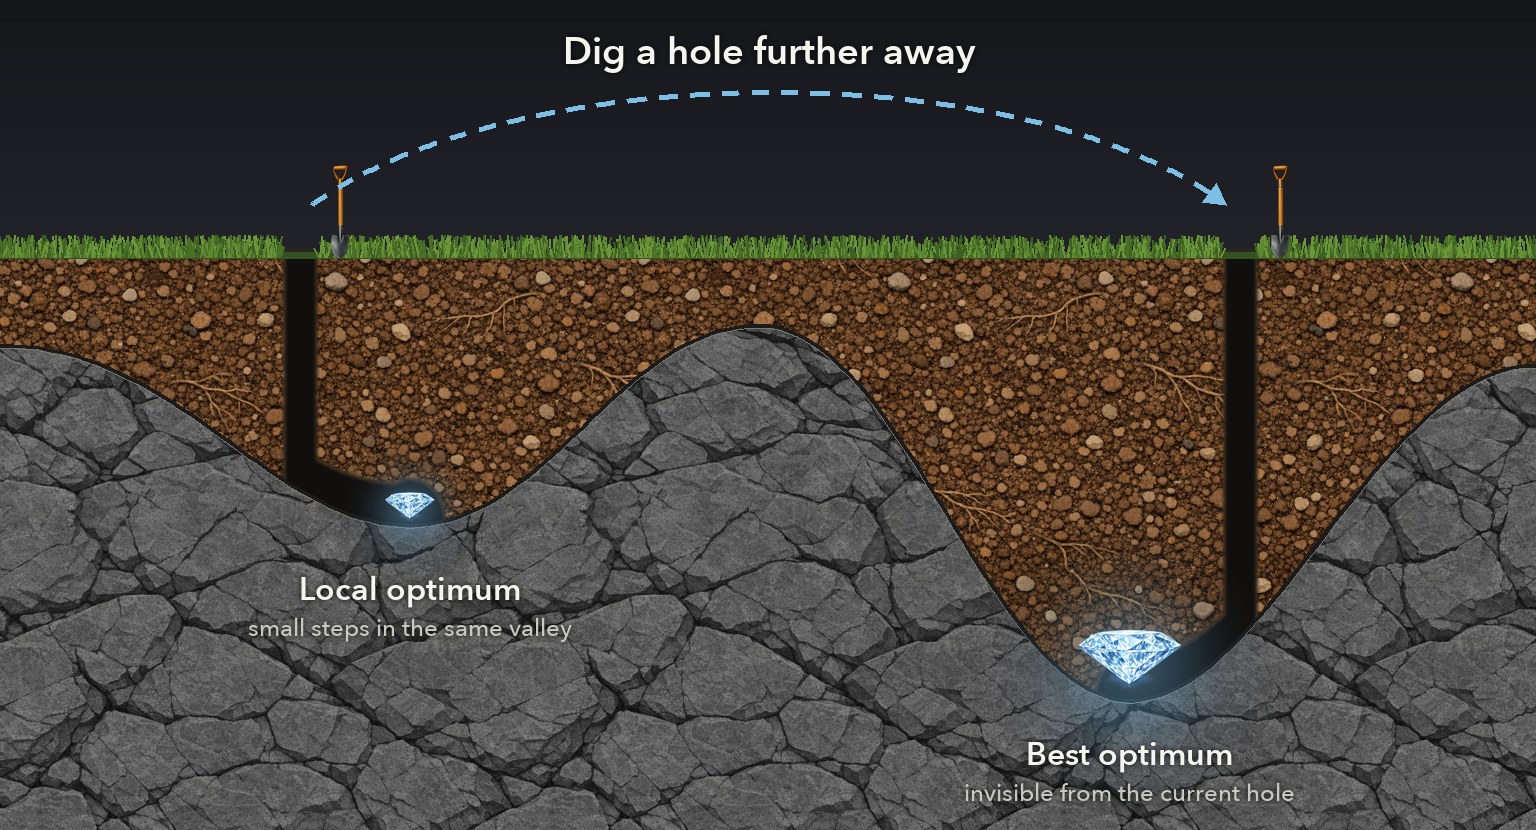 Dig a hole further away
Local optimum
small steps in the same valley
Best optimum
invisible from the current hole